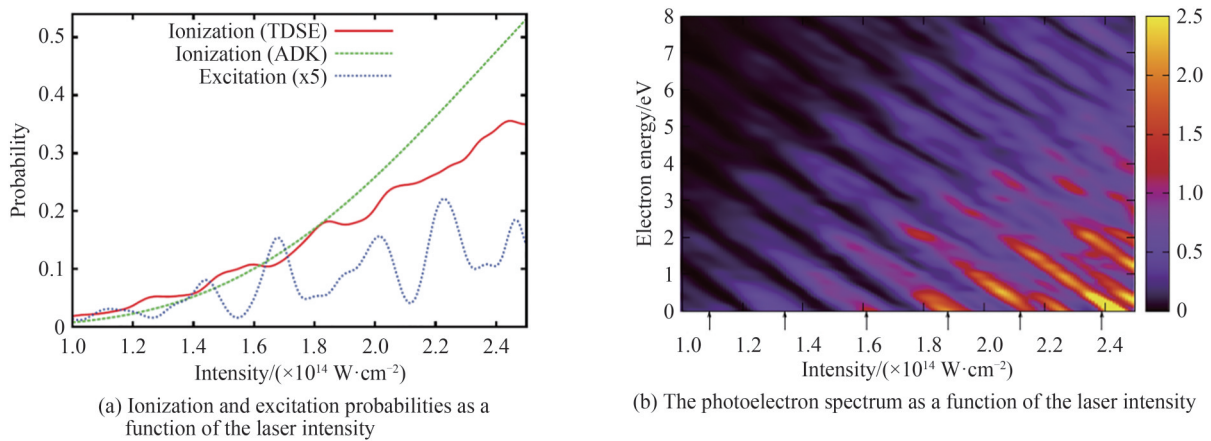 Ionization (TDSE)
Ionization (ADK)
Excitation (x5)
0.5
0.4
0.3
0.2
0.1
0
Probability
1.0 1.2 1.4 1.6 1.8 2.0 2.2 2.4
Intensity/(×10¹⁴ W·cm⁻²)
(a) Ionization and excitation probabilities as a
function of the laser intensity
8
7
6
5
4
3
2
1
0
Electron energy/eV
1.0 1.2 1.4 1.6 1.8 2.0 2.2 2.4
Intensity/(×10¹⁴ W·cm⁻²)
2.5
2.0
1.5
1.0
0.5
0
(b) The photoelectron spectrum as a function of the laser intensity